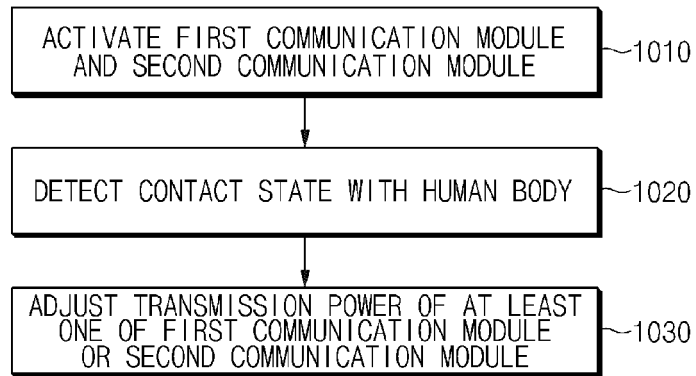 ACTIVATE FIRST COMMUNICATION MODULE
AND SECOND COMMUNICATION MODULE
1010
DETECT CONTACT STATE WITH HUMAN BODY
1020
ADJUST TRANSMISSION POWER OF AT LEAST
ONE OF FIRST COMMUNICATION MODULE
OR SECOND COMMUNICATION MODULE
1030